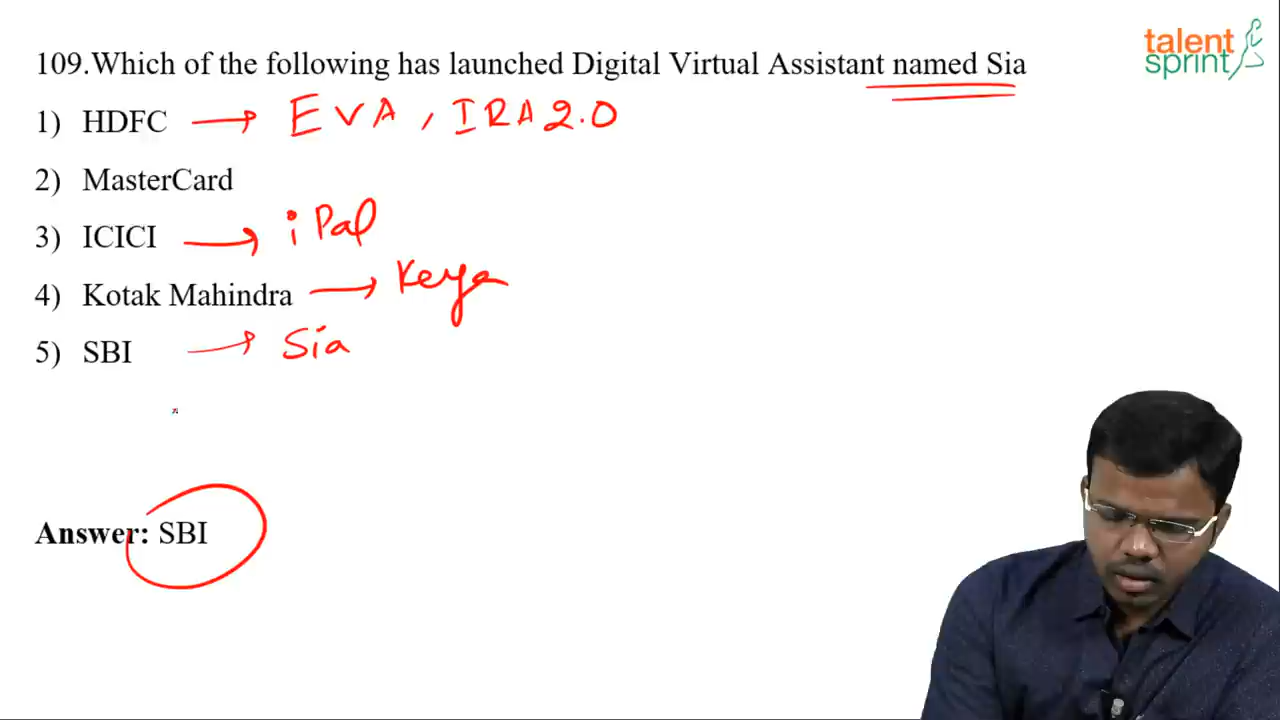 talent
sprint
109.Which of the following has launched Digital Virtual Assistant named Sia
1) HDFC → EVA, IRA 2.0
2) MasterCard
3) ICICI → iPal
4) Kotak Mahindra → Keya
5) SBI → Sia
Answer: SBI